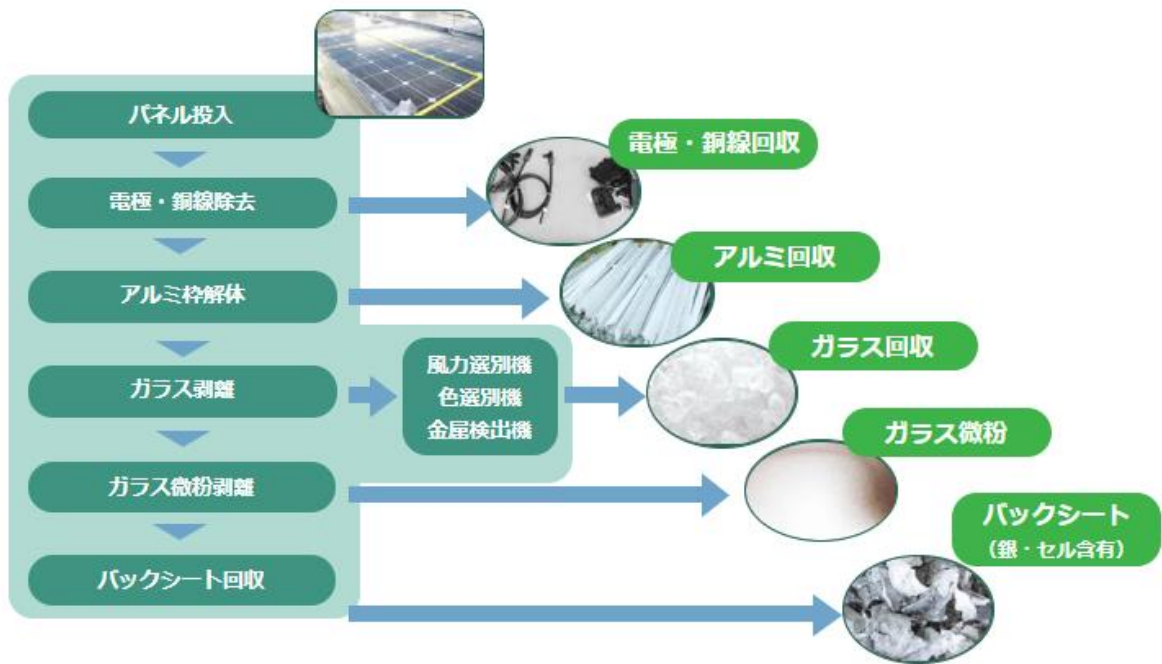 パネル投入
電極・銅線除去
電極・銅線回収
アルミ枠解体
アルミ回収
ガラス剥離
風力選別機
色選別機
金属検出機
ガラス回収
ガラス微粉剥離
ガラス微粉
バックシート回収
バックシート
（銀・セル含有）